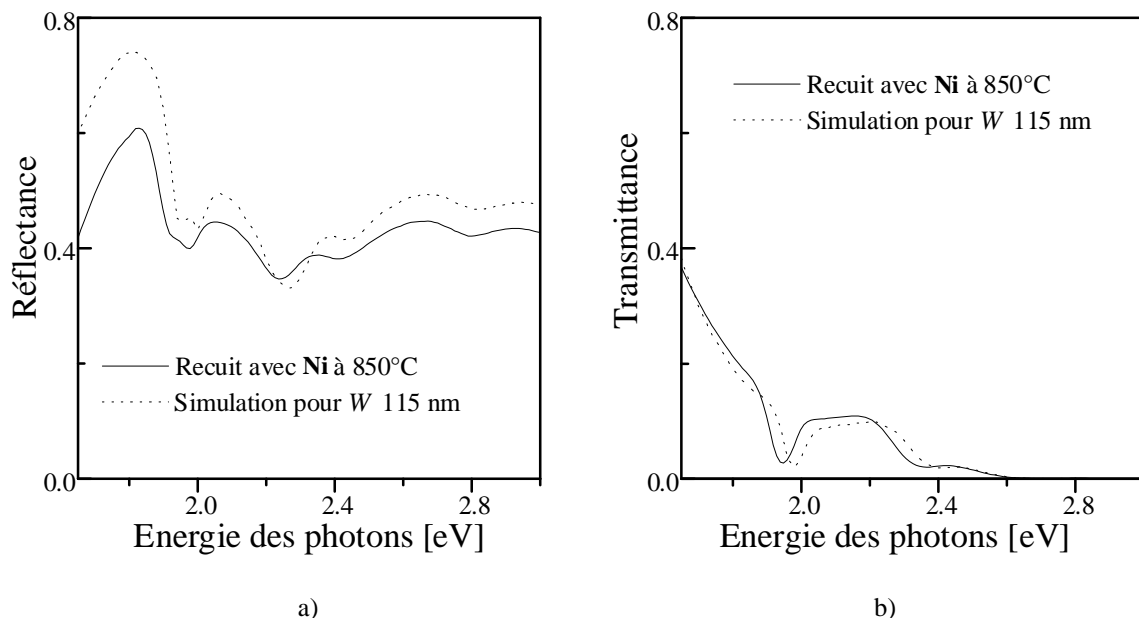 0.8
0.4
0.0
Réflectance
Recuit avec Ni à 850°C
Simulation pour W 115 nm
2.0 2.4 2.8
Energie des photons [eV]
a)
0.8
0.4
0.0
Transmittance
Recuit avec Ni à 850°C
Simulation pour W 115 nm
2.0 2.4 2.8
Energie des photons [eV]
b)